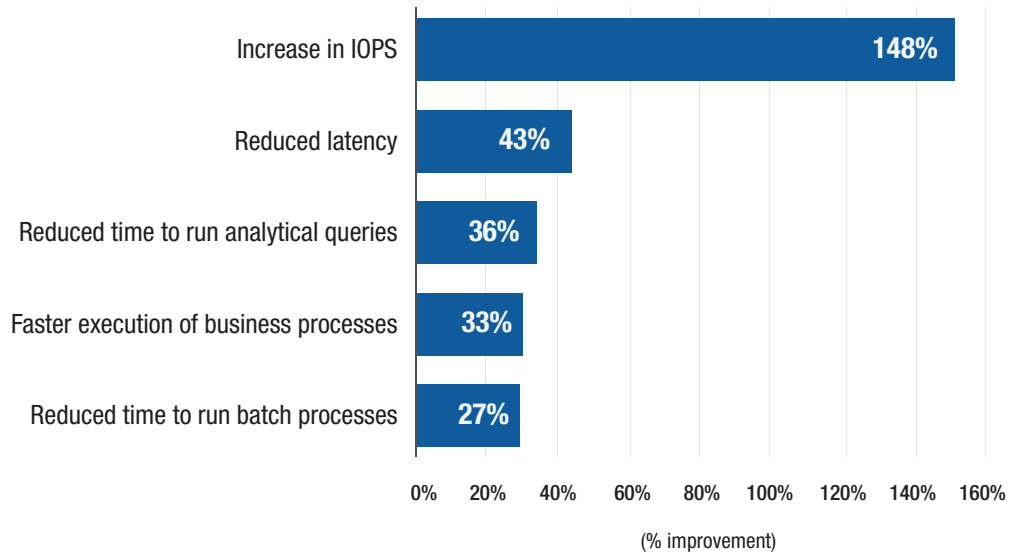 Increase in IOPS 148%
Reduced latency 43%
Reduced time to run analytical queries 36%
Faster execution of business processes 33%
Reduced time to run batch processes 27%
0% 20% 40% 60% 80% 100% 120% 140% 160%
(% improvement)